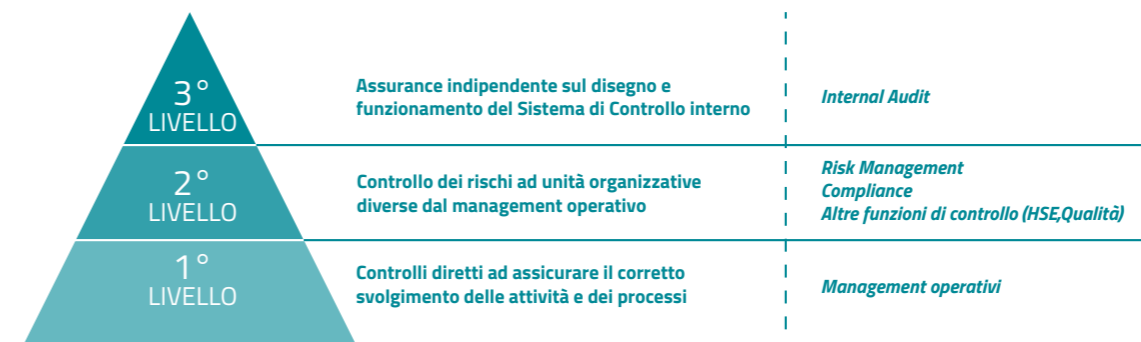 3°
LIVELLO
Assurance indipendente sul disegno e
funzionamento del Sistema di Controllo interno
Internal Audit
2°
LIVELLO
Controllo dei rischi ad unità organizzative
diverse dal management operativo
Risk Management
Compliance
Altre funzioni di controllo (HSE,Qualità)
1°
LIVELLO
Controlli diretti ad assicurare il corretto
svolgimento delle attività e dei processi
Management operativi